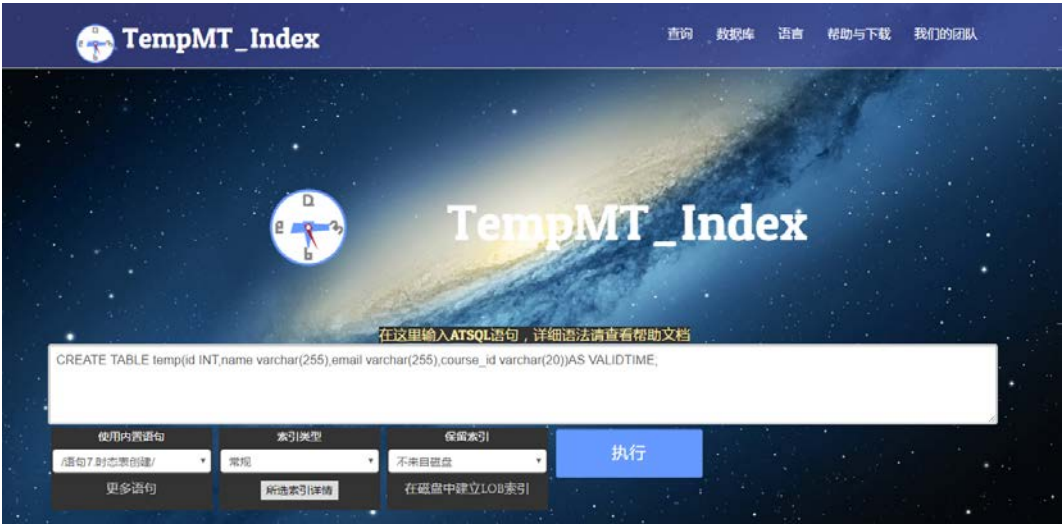 TempMT_Index 查询 数据库 语言 帮助与下载 我们的团队
TempMT_Index
在这里输入ATSQL语句，详细语法请查看帮助文档
CREATE TABLE temp(id INT,name varchar(255),email varchar(255),course_id varchar(20))AS VALIDTIME;
使用内置语句 索引类型 保留索引
/语句7.时态表创建/ 常规 不来自磁盘 执行
更多语句 所选索引详情 在磁盘中建立LOB索引